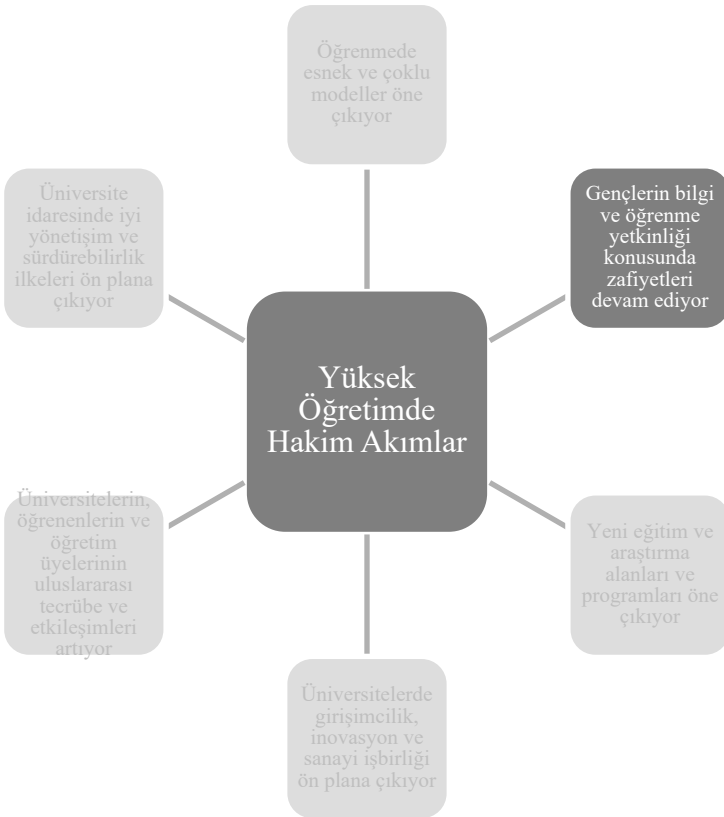 Öğrenmede
esnek ve çoklu
modeller öne
çıkıyor
Üniversite
idaresinde iyi
yönetişim ve
sürdürebilirlik
ilkeleri ön plana
çıkıyor
Gençlerin bilgi
ve öğrenme
yetkinliği
konusunda
zafiyetleri
devam ediyor
Yüksek
Öğretimde
Hakim Akımlar
Üniversitelerin,
öğrenenlerin ve
öğretim
üyelerinin
uluslararası
tecrübe ve
etkileşimleri
artıyor
Yeni eğitim ve
araştırma
alanları ve
programları öne
çıkıyor
Üniversitelerde
girişimcilik,
inovasyon ve
sanayi işbirliği
ön plana çıkıyor